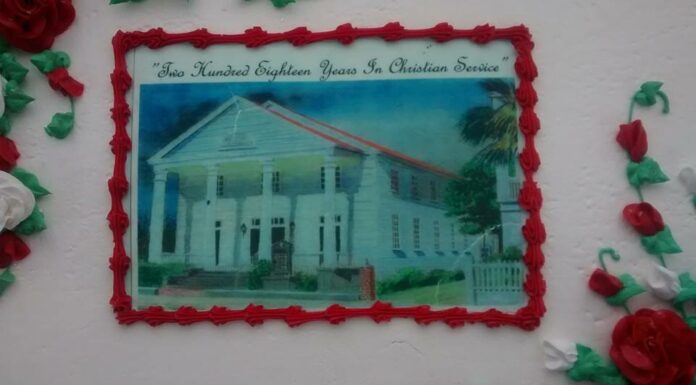 "Two Hundred Eighteen Years In Christian Service"